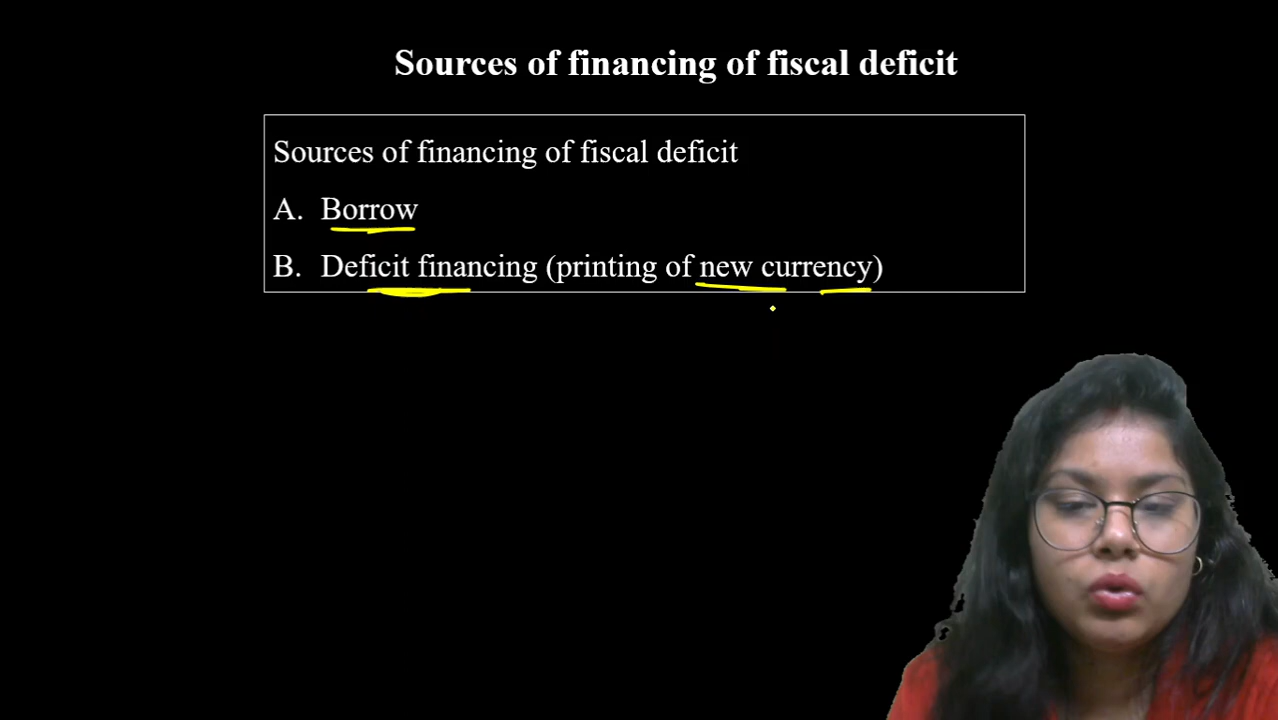 Sources of financing of fiscal deficit
Sources of financing of fiscal deficit
A. Borrow
B. Deficit financing (printing of new currency)